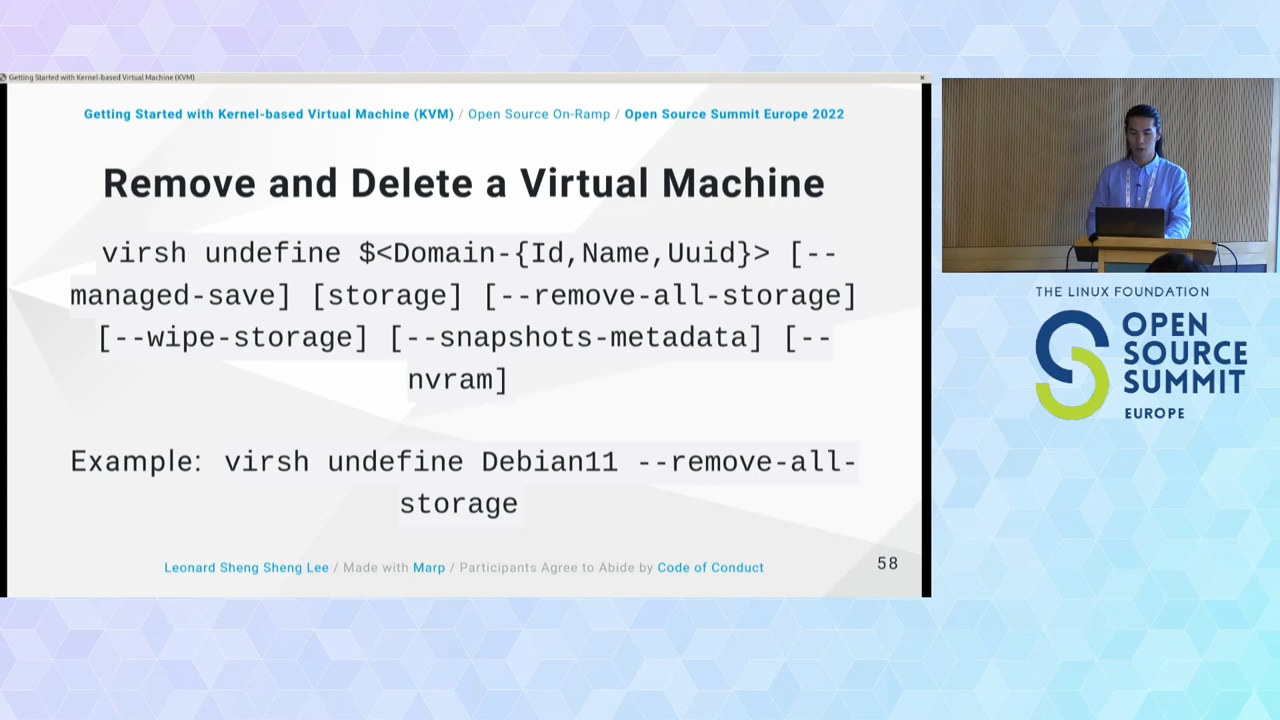 Getting Started with Kernel-based Virtual Machine (KVM)
Getting Started with Kernel-based Virtual Machine (KVM) / Open Source On-Ramp / Open Source Summit Europe 2022
Remove and Delete a Virtual Machine
virsh undefine $<Domain-{Id,Name,Uuid}> [--
managed-save] [storage] [--remove-all-storage]
[--wipe-storage] [--snapshots-metadata] [--
nvram]
Example: virsh undefine Debian11 --remove-all-
storage
Leonard Sheng Sheng Lee / Made with Marp / Participants Agree to Abide by Code of Conduct
58
THE LINUX FOUNDATION
OPEN
SOURCE
SUMMIT
EUROPE